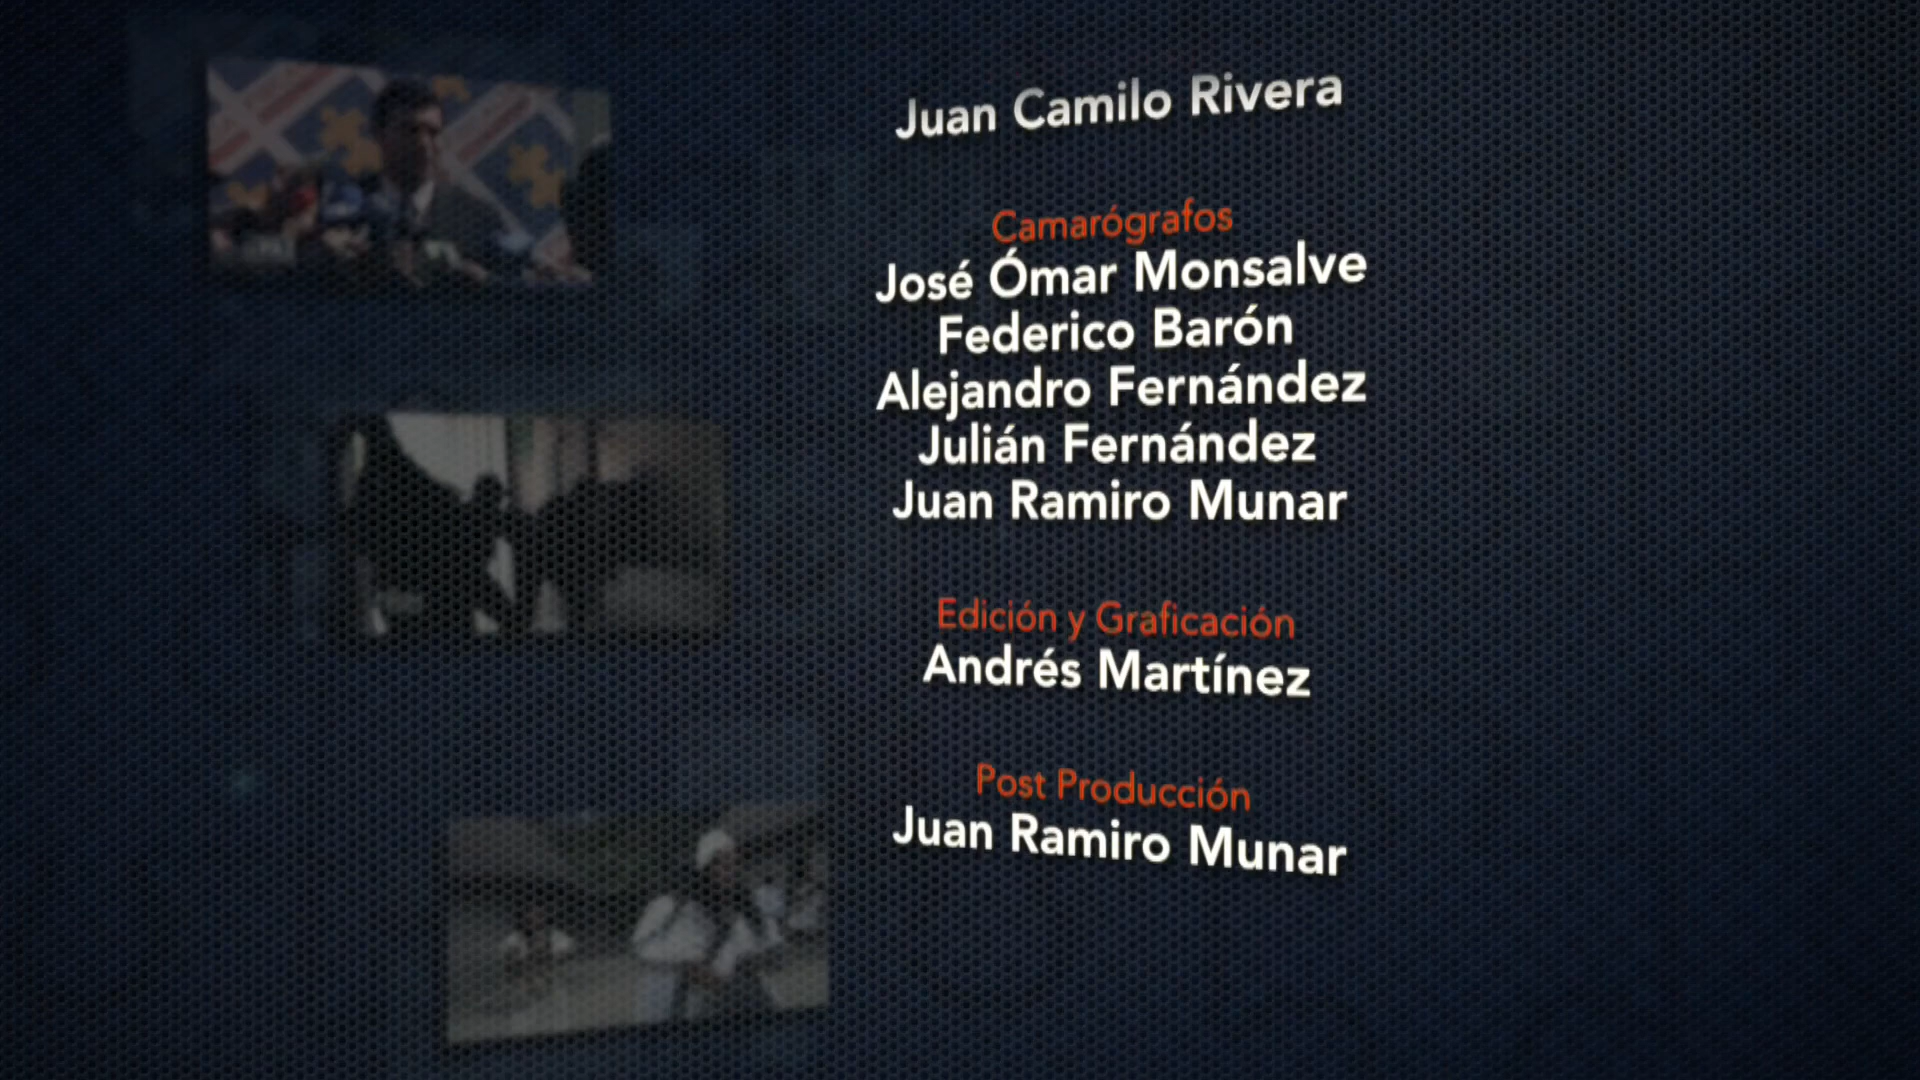 Juan Camilo Rivera
Camarógrafos
José Ómar Monsalve
Federico Barón
Alejandro Fernández
Julián Fernández
Juan Ramiro Munar
Edición y Graficación
Andrés Martínez
Post Producción
Juan Ramiro Munar